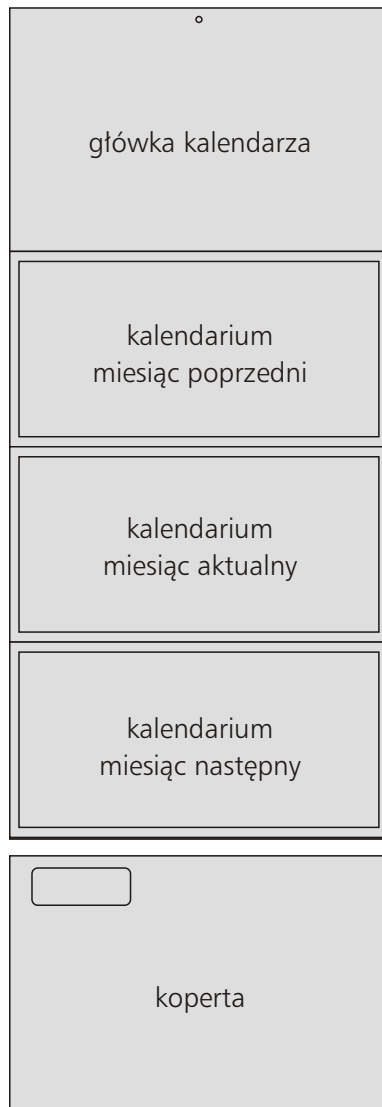 główka kalendarza
kalendarium
miesiąc poprzedni
kalendarium
miesiąc aktualny
kalendarium
miesiąc następny
koperta